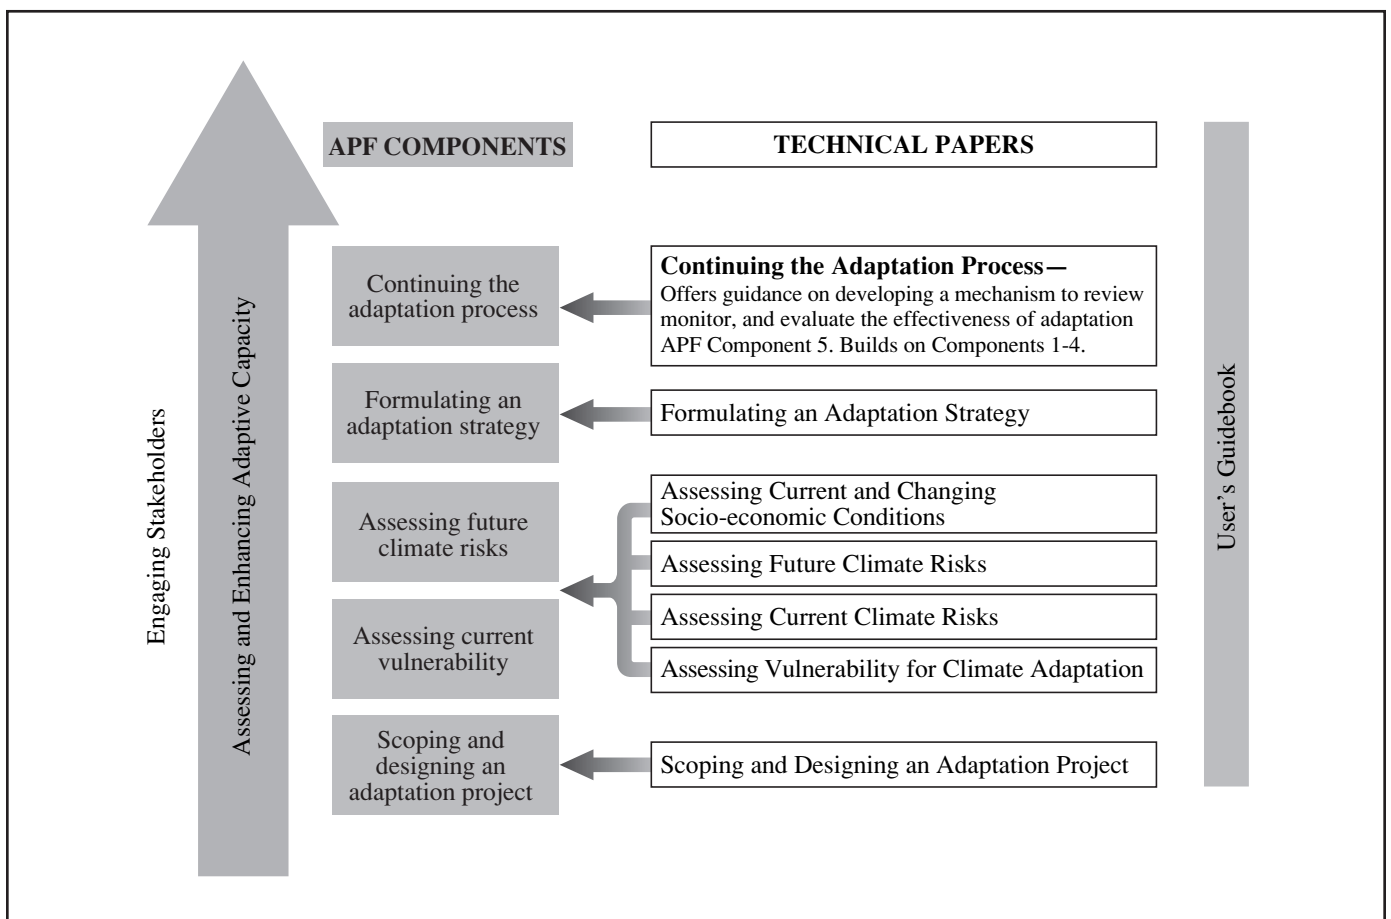 Engaging Stakeholders
Assessing and Enhancing Adaptive Capacity
APF COMPONENTS
Continuing the
adaptation process
Formulating an
adaptation strategy
Assessing future
climate risks
Assessing current
vulnerability
Scoping and
designing an
adaptation project
TECHNICAL PAPERS
Continuing the Adaptation Process—
Offers guidance on developing a mechanism to review
monitor, and evaluate the effectiveness of adaptation
APF Component 5. Builds on Components 1-4.
Formulating an Adaptation Strategy
Assessing Current and Changing
Socio-economic Conditions
Assessing Future Climate Risks
Assessing Current Climate Risks
Assessing Vulnerability for Climate Adaptation
Scoping and Designing an Adaptation Project
User's Guidebook